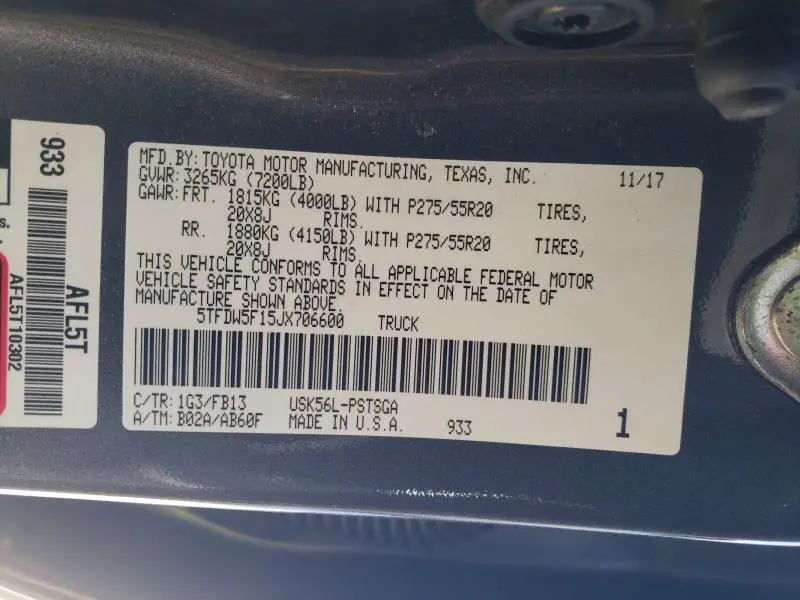 MFD.BY: TOYOTA MOTOR MANUFACTURING, TEXAS, INC. 11/17
GVWR: 3265KG (7200LB)
GAWR: FRT. 1815KG (4000LB) WITH P275/55R20 TIRES,
20X8J RIMS.
RR. 1880KG (4150LB) WITH P275/55R20 TIRES,
20X8J RIMS.
THIS VEHICLE CONFORMS TO ALL APPLICABLE FEDERAL MOTOR
VEHICLE SAFETY STANDARDS IN EFFECT ON THE DATE OF
MANUFACTURE SHOWN ABOVE.
5TFDW5F15JX706600 TRUCK
C/TR: 1G3/FB13 USK56L-PSTSGA
A/TM: B02A/AB60F MADE IN U.S.A. 933 1
933
AFL5T
AFL5T10302
s.